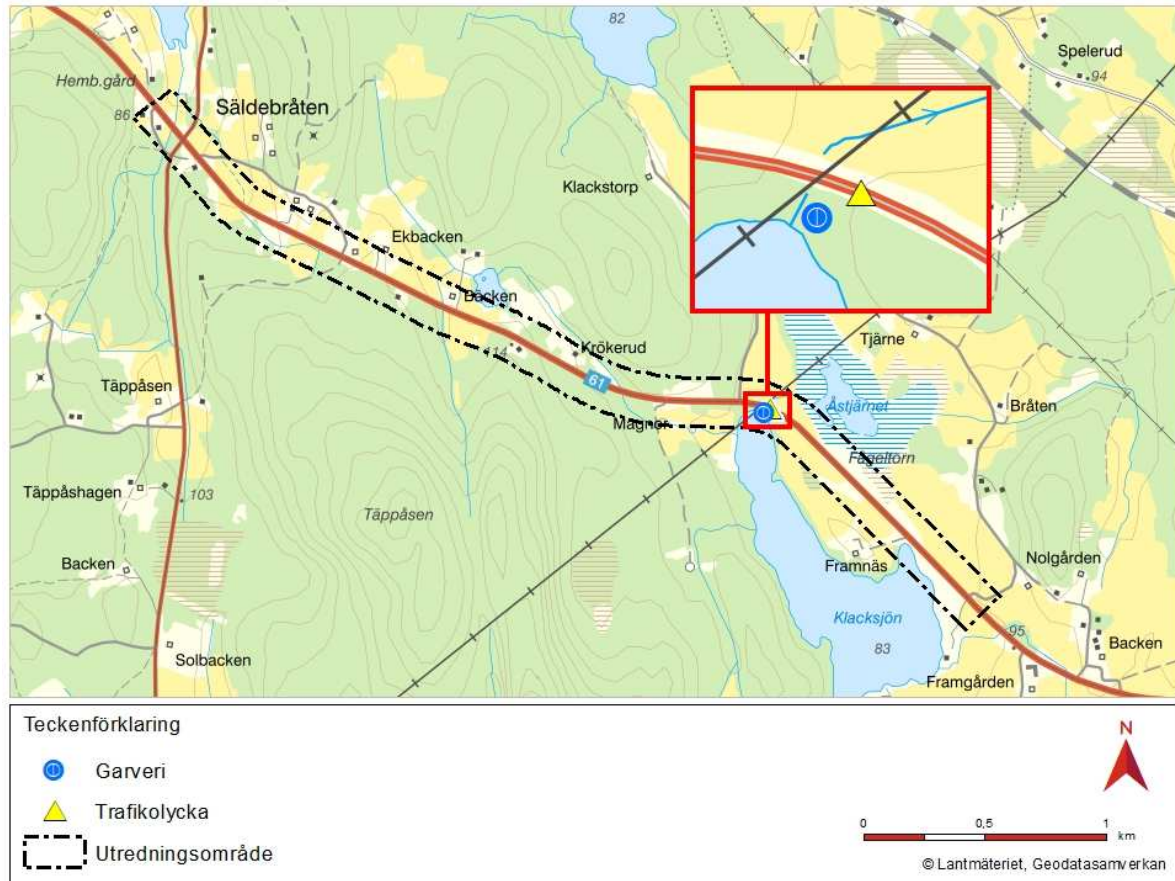 82
Spelerud
94
Hemb.gård
86
Säldebråten
Klackstorp
Ekbacken
Bäcken
Tjärne
114
Krökerud
61
Täppåsen
Magnor
Åstjärnet
Bråten
Fågeltorn
Täppåshagen
103
Täppåsen
Backen
Framnäs
Nolgården
Klacksjön
Solbacken
83
95
Backen
Framgården
Teckenförklaring
Garveri
Trafikolycka
Utredningsområde
N
0 0,5 1
km
© Lantmäteriet, Geodatasamverkan